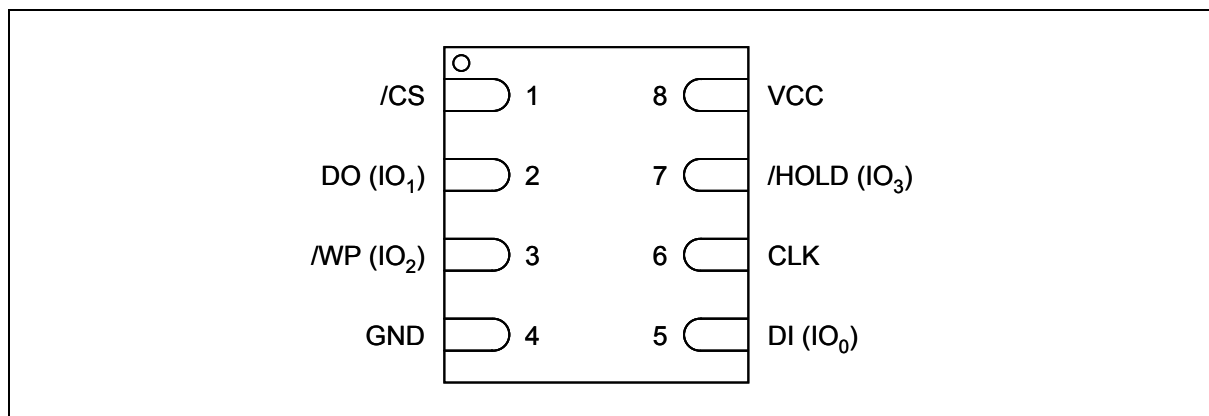 /CS 1 8 VCC
DO (IO₁) 2 7 /HOLD (IO₃)
/WP (IO₂) 3 6 CLK
GND 4 5 DI (IO₀)